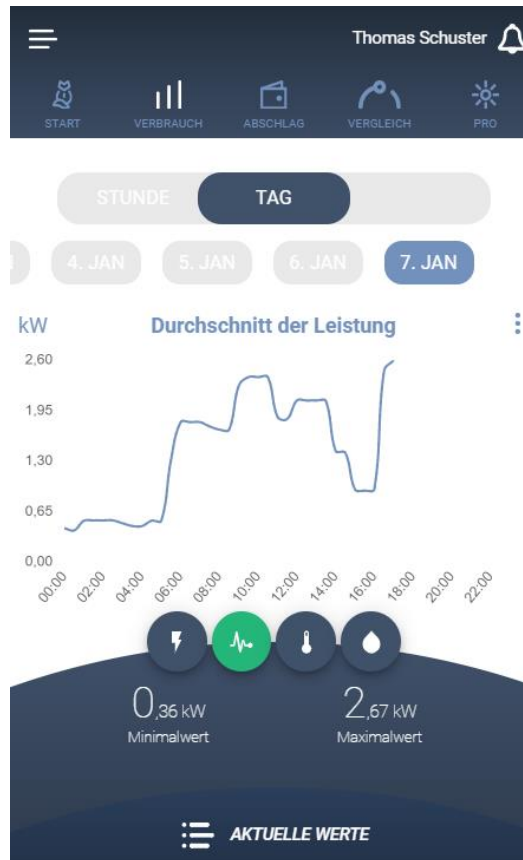 Thomas Schuster
START VERBRAUCH ABSCHLAG VERGLEICH PRO
STUNDE TAG
4. JAN 5. JAN 6. JAN 7. JAN
kW Durchschnitt der Leistung
2,60
1,95
1,30
0,65
0,00
00:00 02:00 04:00 06:00 08:00 10:00 12:00 14:00 16:00 18:00 20:00 22:00
0,36 kW 2,67 kW
Minimalwert Maximalwert
AKTUELLE WERTE